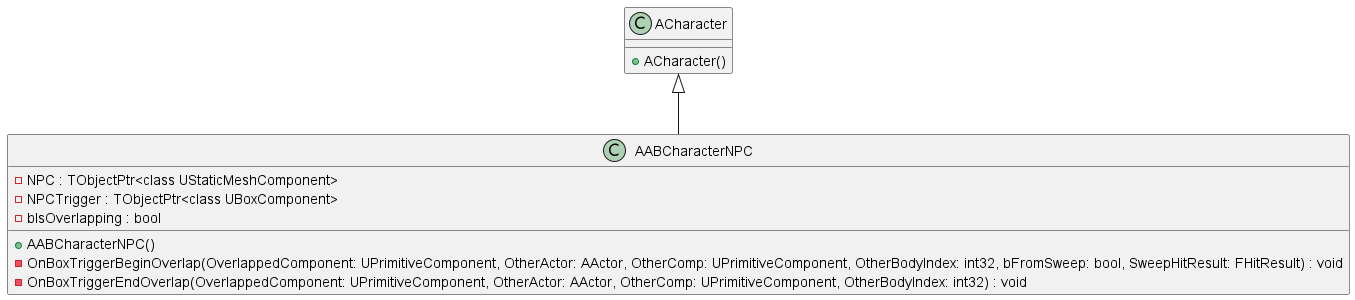 C ACharacter
ACharacter()
C AABCharacterNPC
NPC : TObjectPtr<class UStaticMeshComponent>
NPCTrigger : TObjectPtr<class UBoxComponent>
bIsOverlapping : bool
AABCharacterNPC()
OnBoxTriggerBeginOverlap(OverlappedComponent: UPrimitiveComponent, OtherActor: AActor, OtherComp: UPrimitiveComponent, OtherBodyIndex: int32, bFromSweep: bool, SweepHitResult: FHitResult) : void
OnBoxTriggerEndOverlap(OverlappedComponent: UPrimitiveComponent, OtherActor: AActor, OtherComp: UPrimitiveComponent, OtherBodyIndex: int32) : void